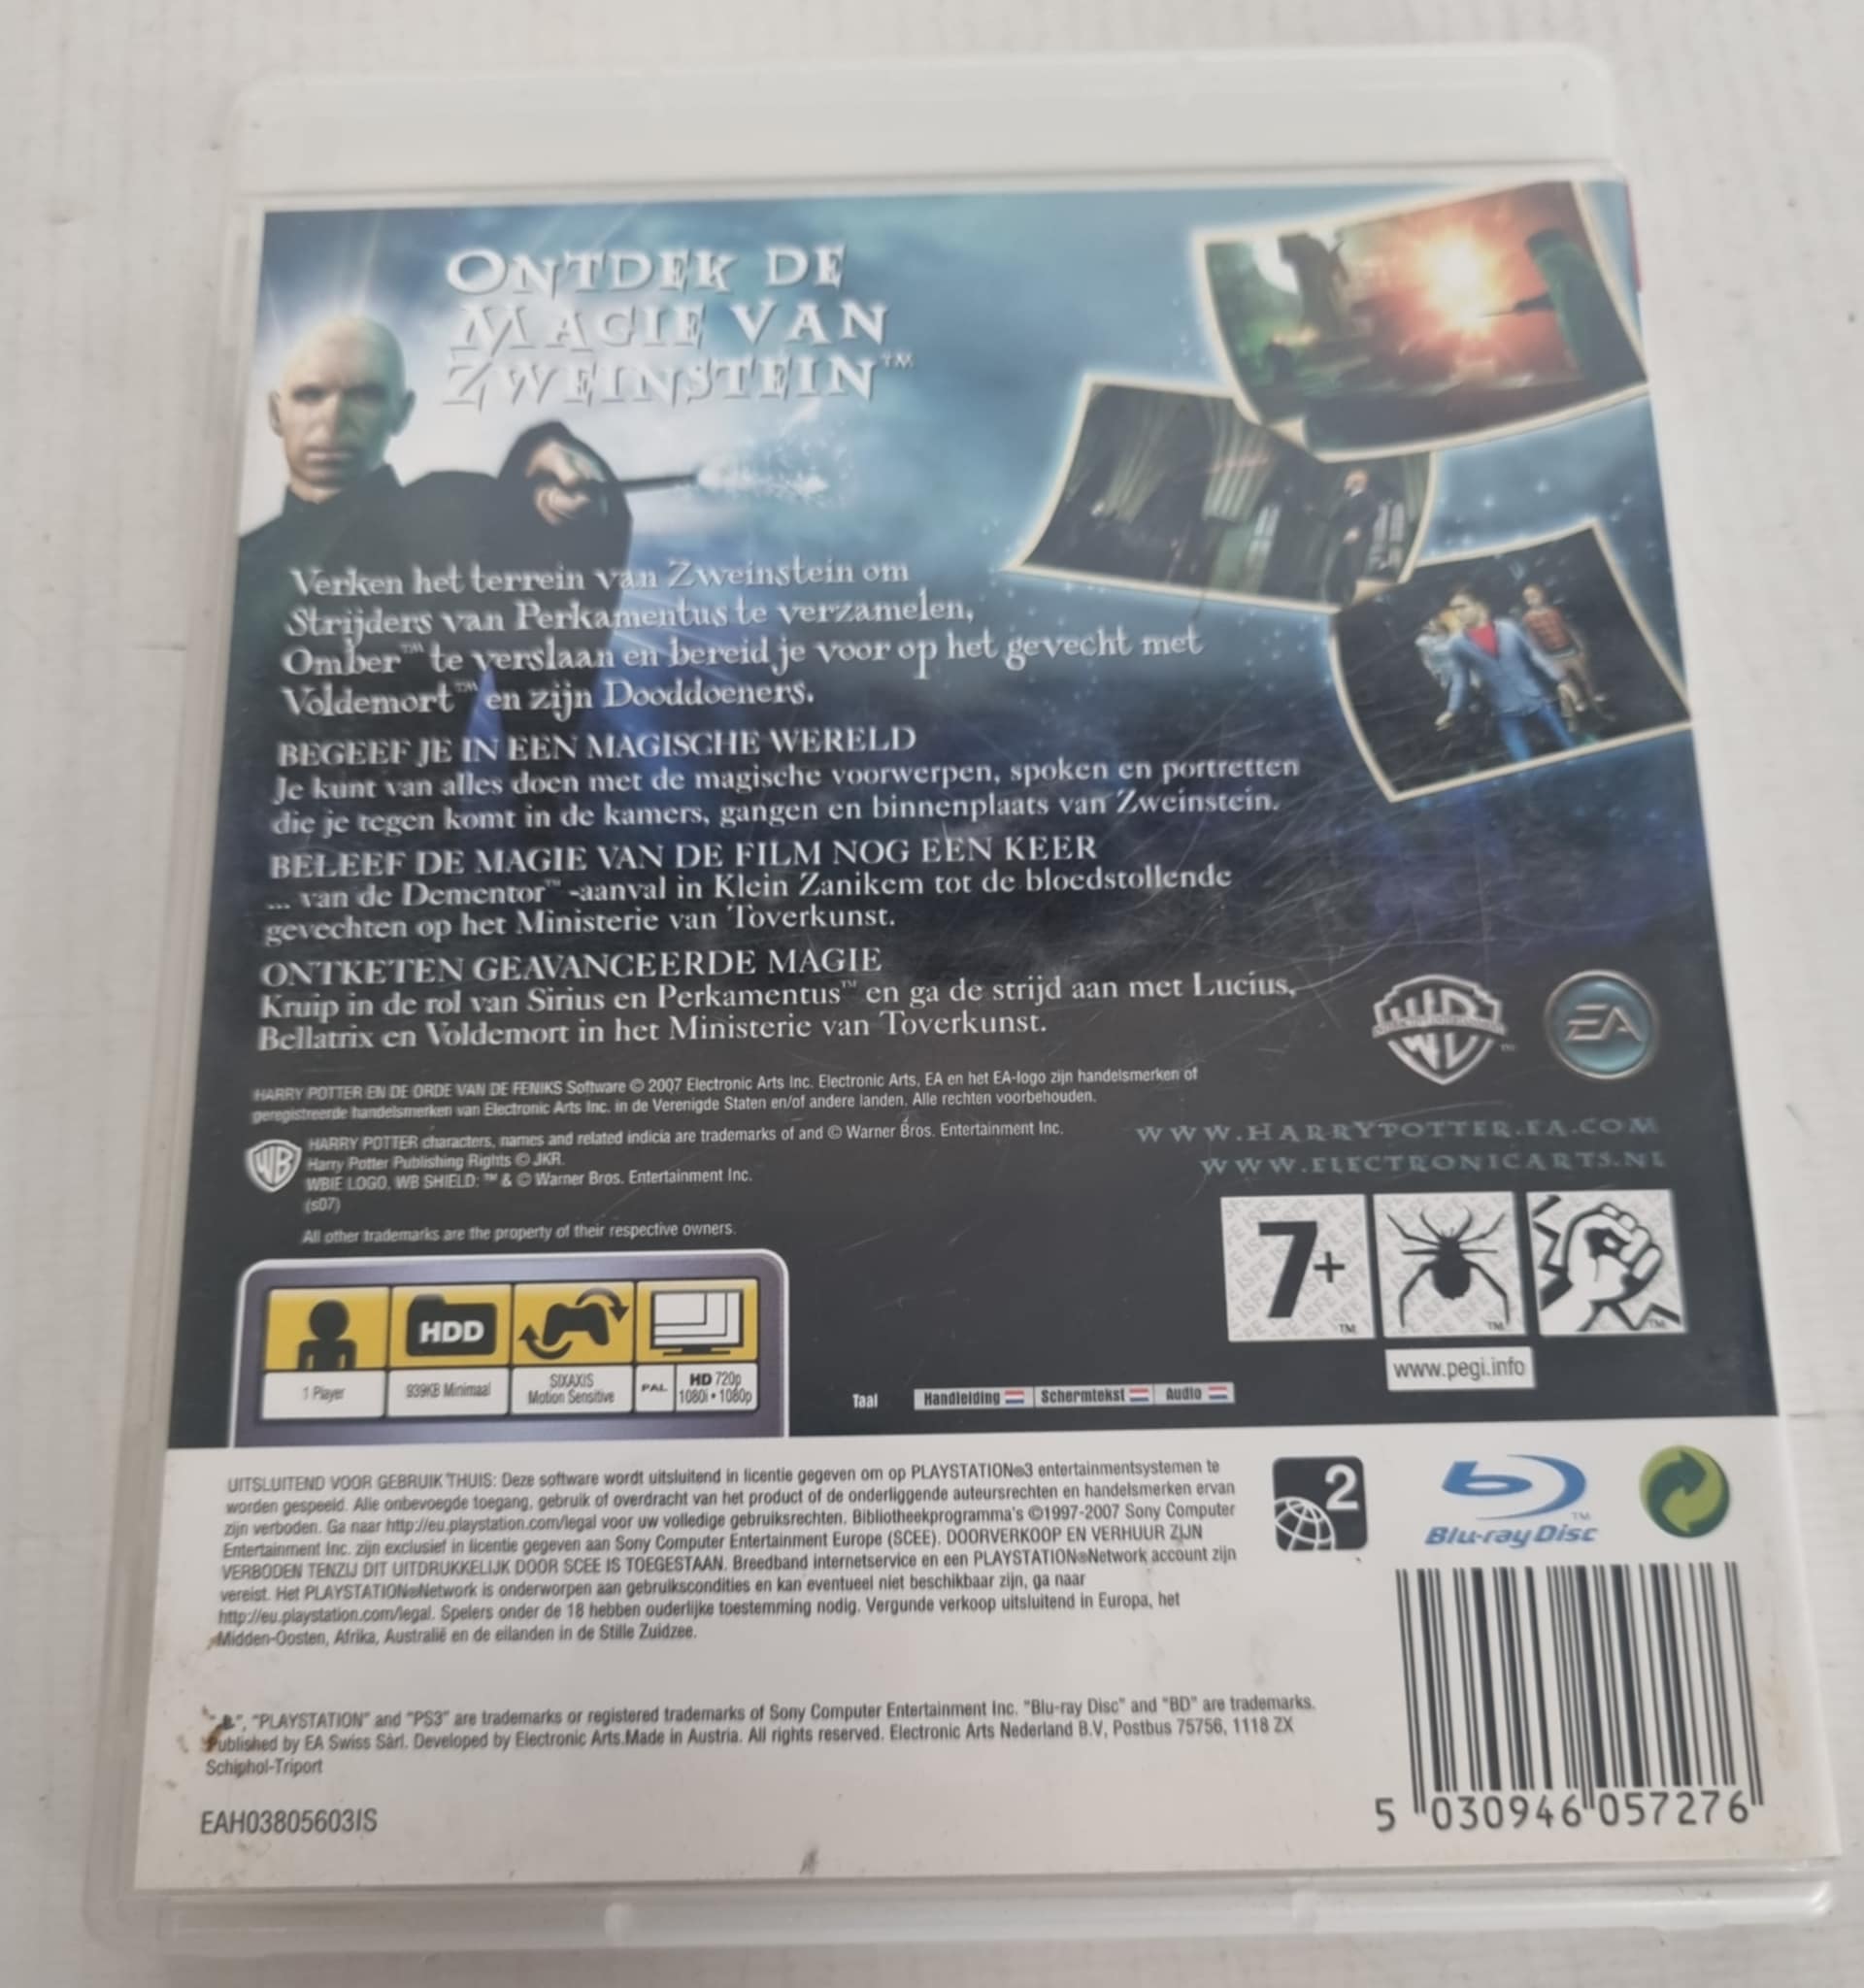 ONTDEK DE
MAGIE VAN
ZWEINSTEIN™
Verken het terrein van Zweinstein om
Strijders van Perkamentus te verzamelen,
Omber™ te verslaan en bereid je voor op het gevecht met
Voldemort™ en zijn Dooddoeners.
BEGEEF JE IN EEN MAGISCHE WERELD
Je kunt van alles doen met de magische voorwerpen, spoken en portretten
die je tegen komt in de kamers, gangen en binnenplaats van Zweinstein.
BELEEF DE MAGIE VAN DE FILM NOG EEN KEER
... van de Dementor™ -aanval in Klein Zanikem tot de bloedstollende
gevechten op het Ministerie van Toverkunst.
ONTKETEN GEAVANCEERDE MAGIE
Kruip in de rol van Sirius en Perkamentus™ en ga de strijd aan met Lucius,
Bellatrix en Voldemort in het Ministerie van Toverkunst.
EA
HARRY POTTER EN DE ORDE VAN DE FENIKS Software © 2007 Electronic Arts Inc. Electronic Arts, EA en het EA-logo zijn handelsmerken of
geregistreerde handelsmerken van Electronic Arts Inc. in de Verenigde Staten en/of andere landen. Alle rechten voorbehouden.
HARRY POTTER characters, names and related indicia are trademarks of and © Warner Bros. Entertainment Inc.
Harry Potter Publishing Rights © JKR.
WBIE LOGO, WB SHIELD: ™ & © Warner Bros. Entertainment Inc.
(s07)
All other trademarks are the property of their respective owners.
WWW.HARRYPOTTER.EA.COM
WWW.ELECTRONICARTS.NL
7+
www.pegi.info
HDD
1 Player
939KB Minimaal
SIXAXIS
Motion Sensitive
PAL
HD 720p
1080i • 1080p
Taal Handleiding Schermtekst Audio
UITSLUITEND VOOR GEBRUIK THUIS: Deze software wordt uitsluitend in licentie gegeven om op PLAYSTATION®3 entertainmentsystemen te
worden gespeeld. Alle onbevoegde toegang, gebruik of overdracht van het product of de onderliggende auteursrechten en handelsmerken ervan
zijn verboden. Ga naar http://eu.playstation.com/legal voor uw volledige gebruiksrechten. Bibliotheekprogramma's ©1997-2007 Sony Computer
Entertainment Inc. zijn exclusief in licentie gegeven aan Sony Computer Entertainment Europe (SCEE). DOORVERKOOP EN VERHUUR ZIJN
VERBODEN TENZIJ DIT UITDRUKKELIJK DOOR SCEE IS TOEGESTAAN. Breedband internetservice en een PLAYSTATION®Network account zijn
vereist. Het PLAYSTATION®Network is onderworpen aan gebruikscondities en kan eventueel niet beschikbaar zijn, ga naar
http://eu.playstation.com/legal. Spelers onder de 18 hebben ouderlijke toestemming nodig. Vergunde verkoop uitsluitend in Europa, het
Midden-Oosten, Afrika, Australië en de eilanden in de Stille Zuidzee.
2
Blu-ray Disc
"PLAYSTATION" and "PS3" are trademarks or registered trademarks of Sony Computer Entertainment Inc. "Blu-ray Disc" and "BD" are trademarks.
Published by EA Swiss Sàrl. Developed by Electronic Arts.Made in Austria. All rights reserved. Electronic Arts Nederland B.V, Postbus 75756, 1118 ZX
Schiphol-Triport
EAH03805603IS
5 030946 057276